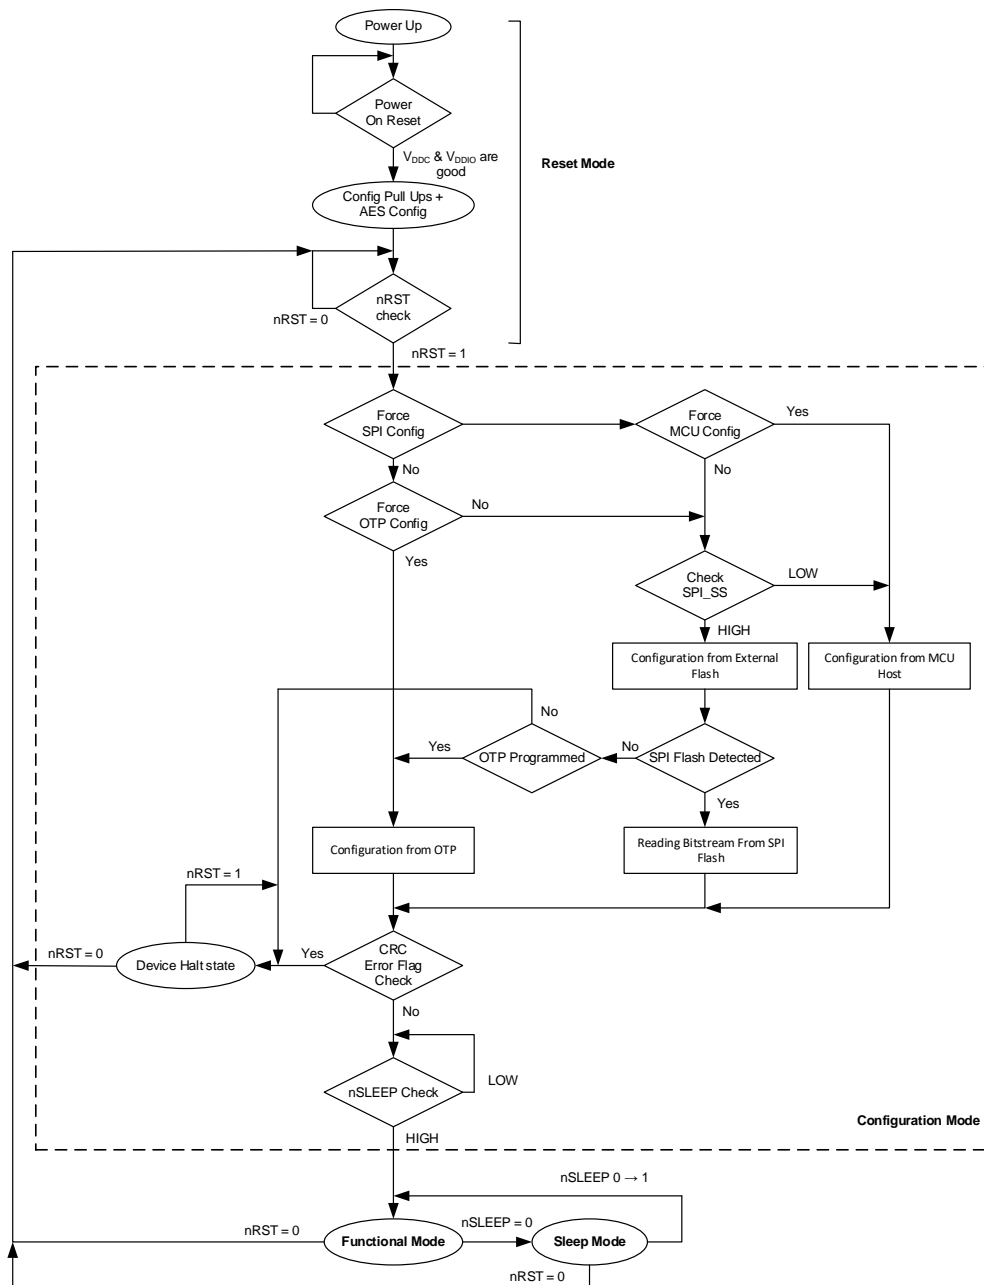 Power Up
Power
On Reset
V_DDC & V_DDIO are
good
Reset Mode
Config Pull Ups +
AES Config
nRST
check
nRST = 0
nRST = 1
Force
SPI Config
Force
MCU Config
Yes
No
No
Force
OTP Config
No
Yes
Check
SPI_SS
LOW
HIGH
Configuration from External
Flash
Configuration from MCU
Host
No
Yes
OTP Programmed
No
SPI Flash Detected
Yes
Configuration from OTP
Reading Bitstream From SPI
Flash
nRST = 1
nRST = 0
Device Halt state
Yes
CRC
Error Flag
Check
No
nSLEEP Check
LOW
HIGH
Configuration Mode
nSLEEP 0 → 1
nRST = 0
Functional Mode
nSLEEP = 0
Sleep Mode
nRST = 0